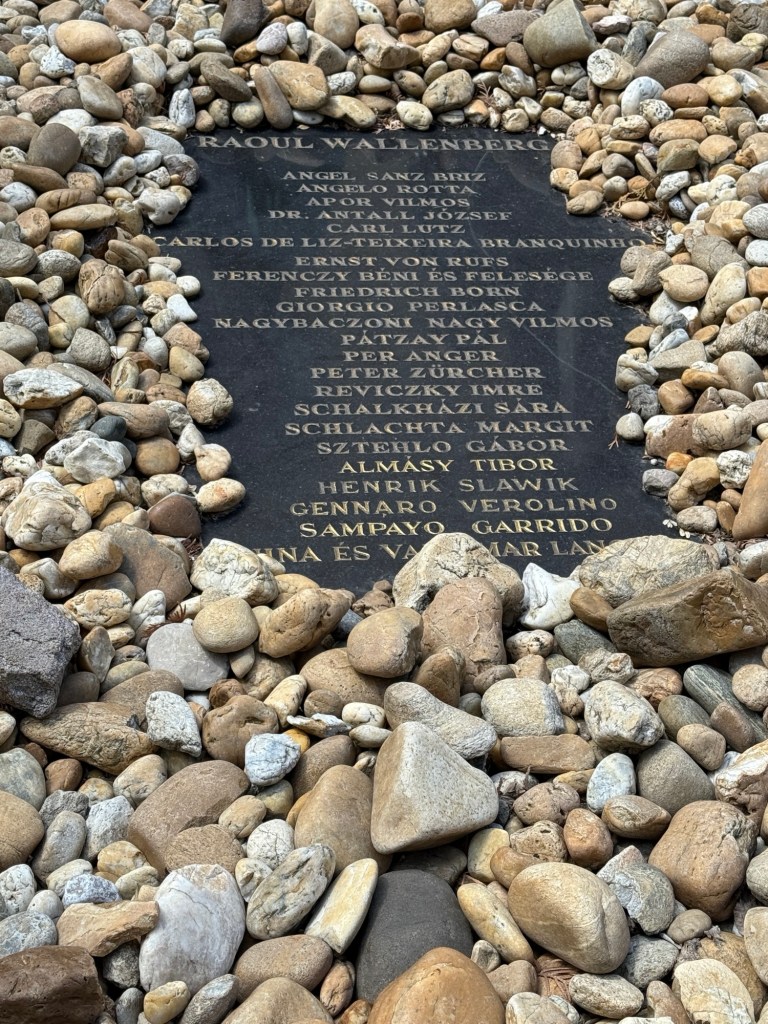 RAOUL WALLENBERG
ANGEL SANZ BRIZ
ANGELO ROTTA
APOR VILMOS
DR. ANTALL JÓZSEF
CARL LUTZ
CARLOS DE LIZ-TEIXEIRA BRANQUINHO
ERNST VON RUFS
FERENCZY BÉNI ÉS FELESÉGE
FRIEDRICH BORN
GIORGIO PERLASCA
NAGYBACZONI NAGY VILMOS
PÁTZAY PÁL
PER ANGER
PETER ZÜRCHER
REVICZKY IMRE
SCHALKHÁZI SÁRA
SCHLACHTA MARGIT
SZTEHLO GÁBOR
ALMÁSY TIBOR
HENRIK SLAWIK
GENNARO VEROLINO
SAMPAYO GARRIDO
ÉS